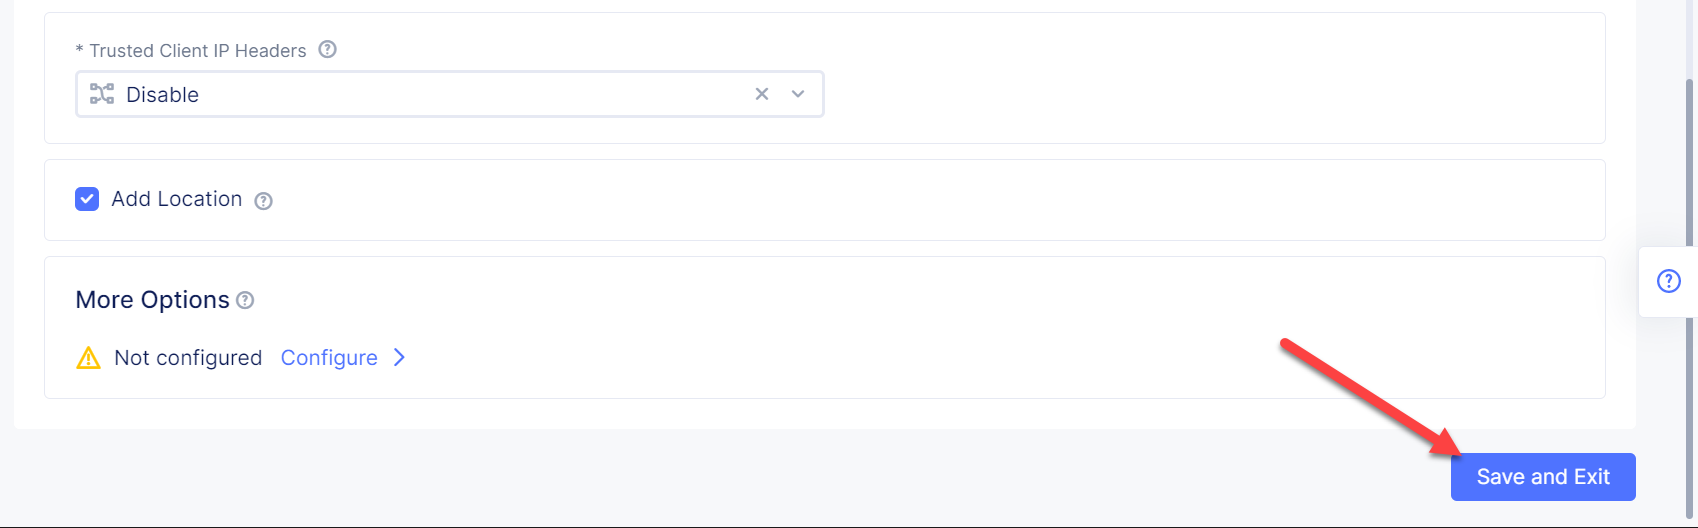 * Trusted Client IP Headers
Disable
Add Location
More Options
Not configured Configure
Save and Exit